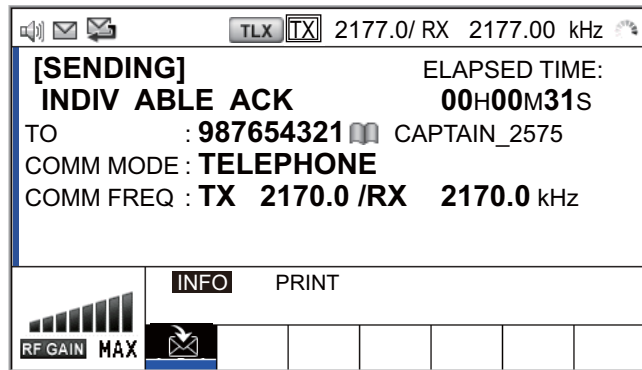 TLX TX 2177.0/ RX 2177.00 kHz
[SENDING] ELAPSED TIME:
INDIV ABLE ACK 00H00M31S
TO : 987654321 CAPTAIN_2575
COMM MODE : TELEPHONE
COMM FREQ : TX 2170.0 /RX 2170.0 kHz
INFO PRINT
RF GAIN MAX